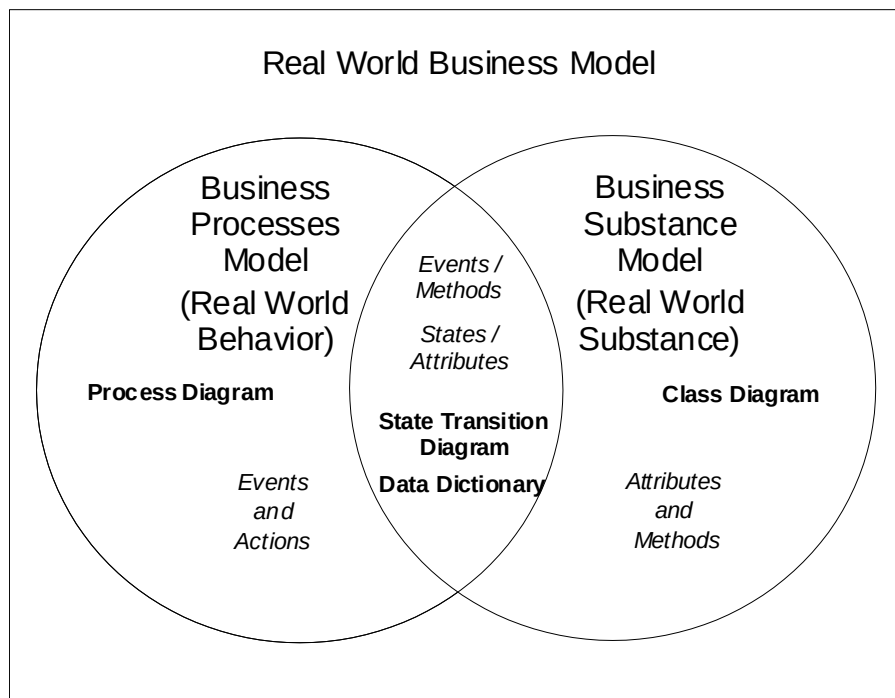 Real World Business Model
Business
Processes
Model
(Real World
Behavior)
Process Diagram
Events
and
Actions
Events /
Methods
States /
Attributes
State Transition
Diagram
Data Dictionary
Business
Substance
Model
(Real World
Substance)
Class Diagram
Attributes
and
Methods